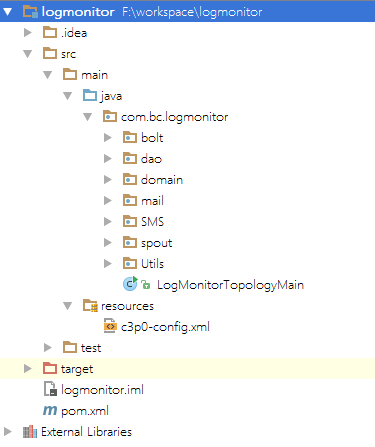 logmonitor F:\workspace\logmonitor
.idea
src
main
java
com.bc.logmonitor
bolt
dao
domain
mail
SMS
spout
Utils
LogMonitorTopologyMain
resources
c3p0-config.xml
test
target
logmonitor.iml
pom.xml
External Libraries